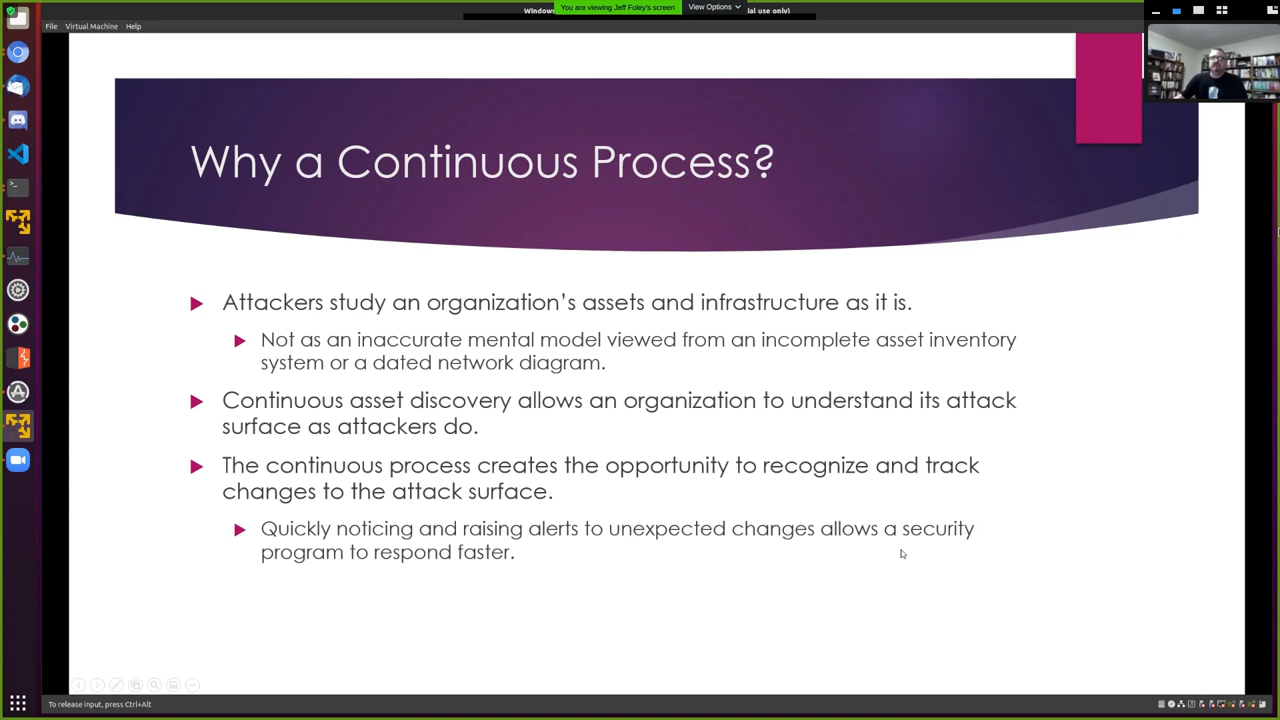 Windows
You are viewing Jeff Foley's screen
View Options
ial use only)
File Virtual Machine Help
Why a Continuous Process?
Attackers study an organization's assets and infrastructure as it is.
Not as an inaccurate mental model viewed from an incomplete asset inventory
system or a dated network diagram.
Continuous asset discovery allows an organization to understand its attack
surface as attackers do.
The continuous process creates the opportunity to recognize and track
changes to the attack surface.
Quickly noticing and raising alerts to unexpected changes allows a security
program to respond faster.
To release input, press Ctrl+Alt